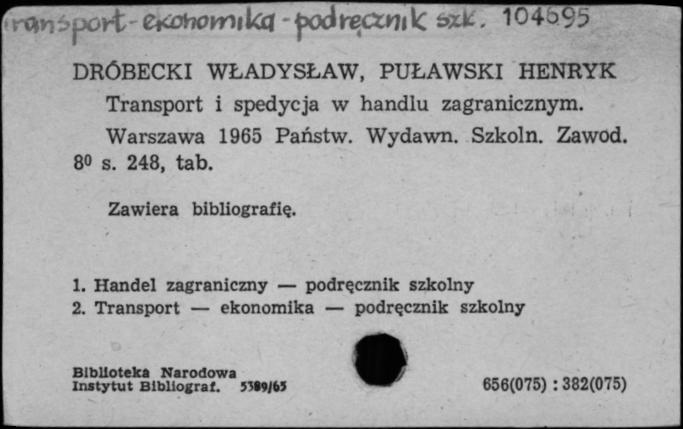 transport-ekonomika-podręcznik szk. 104695
DRÓBECKI WŁADYSŁAW, PUŁAWSKI HENRYK
Transport i spedycja w handlu zagranicznym.
Warszawa 1965 Państw. Wydawn. Szkoln. Zawod.
8⁰ s. 248, tab.
Zawiera bibliografię.
1. Handel zagraniczny — podręcznik szkolny
2. Transport — ekonomika — podręcznik szkolny
Biblioteka Narodowa
Instytut Bibliograf. 5389/65
656(075) : 382(075)